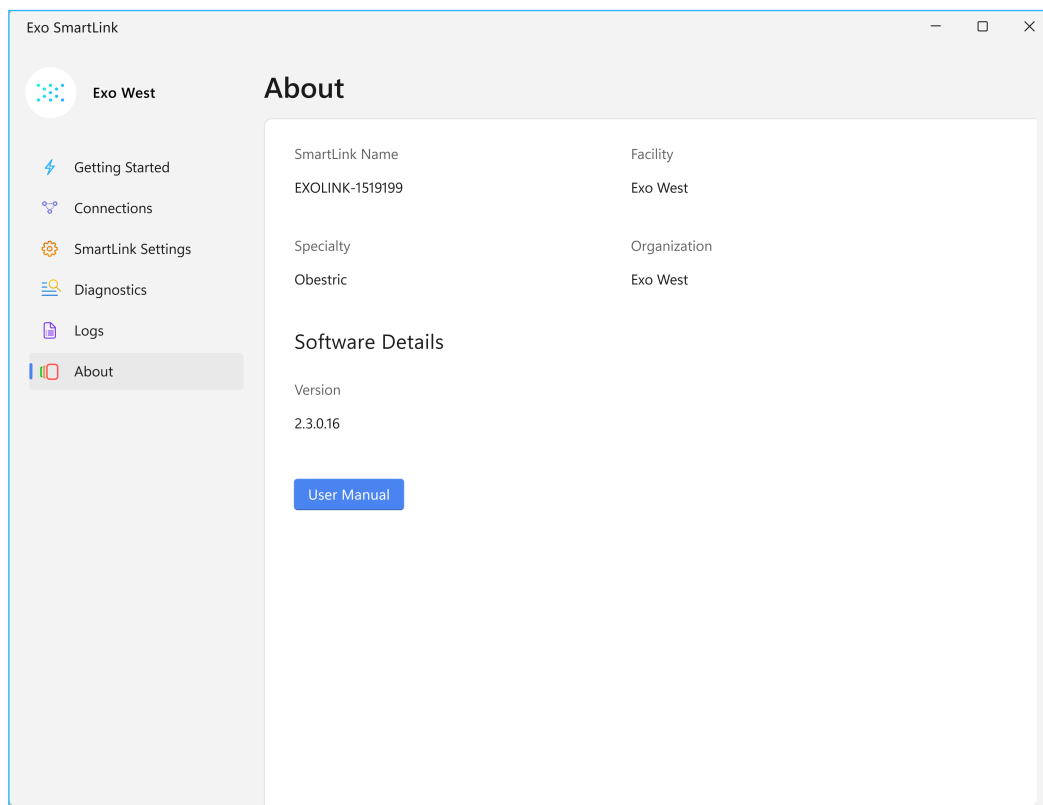 Exo SmartLink
Exo West
Getting Started
Connections
SmartLink Settings
Diagnostics
Logs
About
About
SmartLink Name
Facility
EXOLINK-1519199
Exo West
Specialty
Organization
Obestric
Exo West
Software Details
Version
2.3.0.16
User Manual